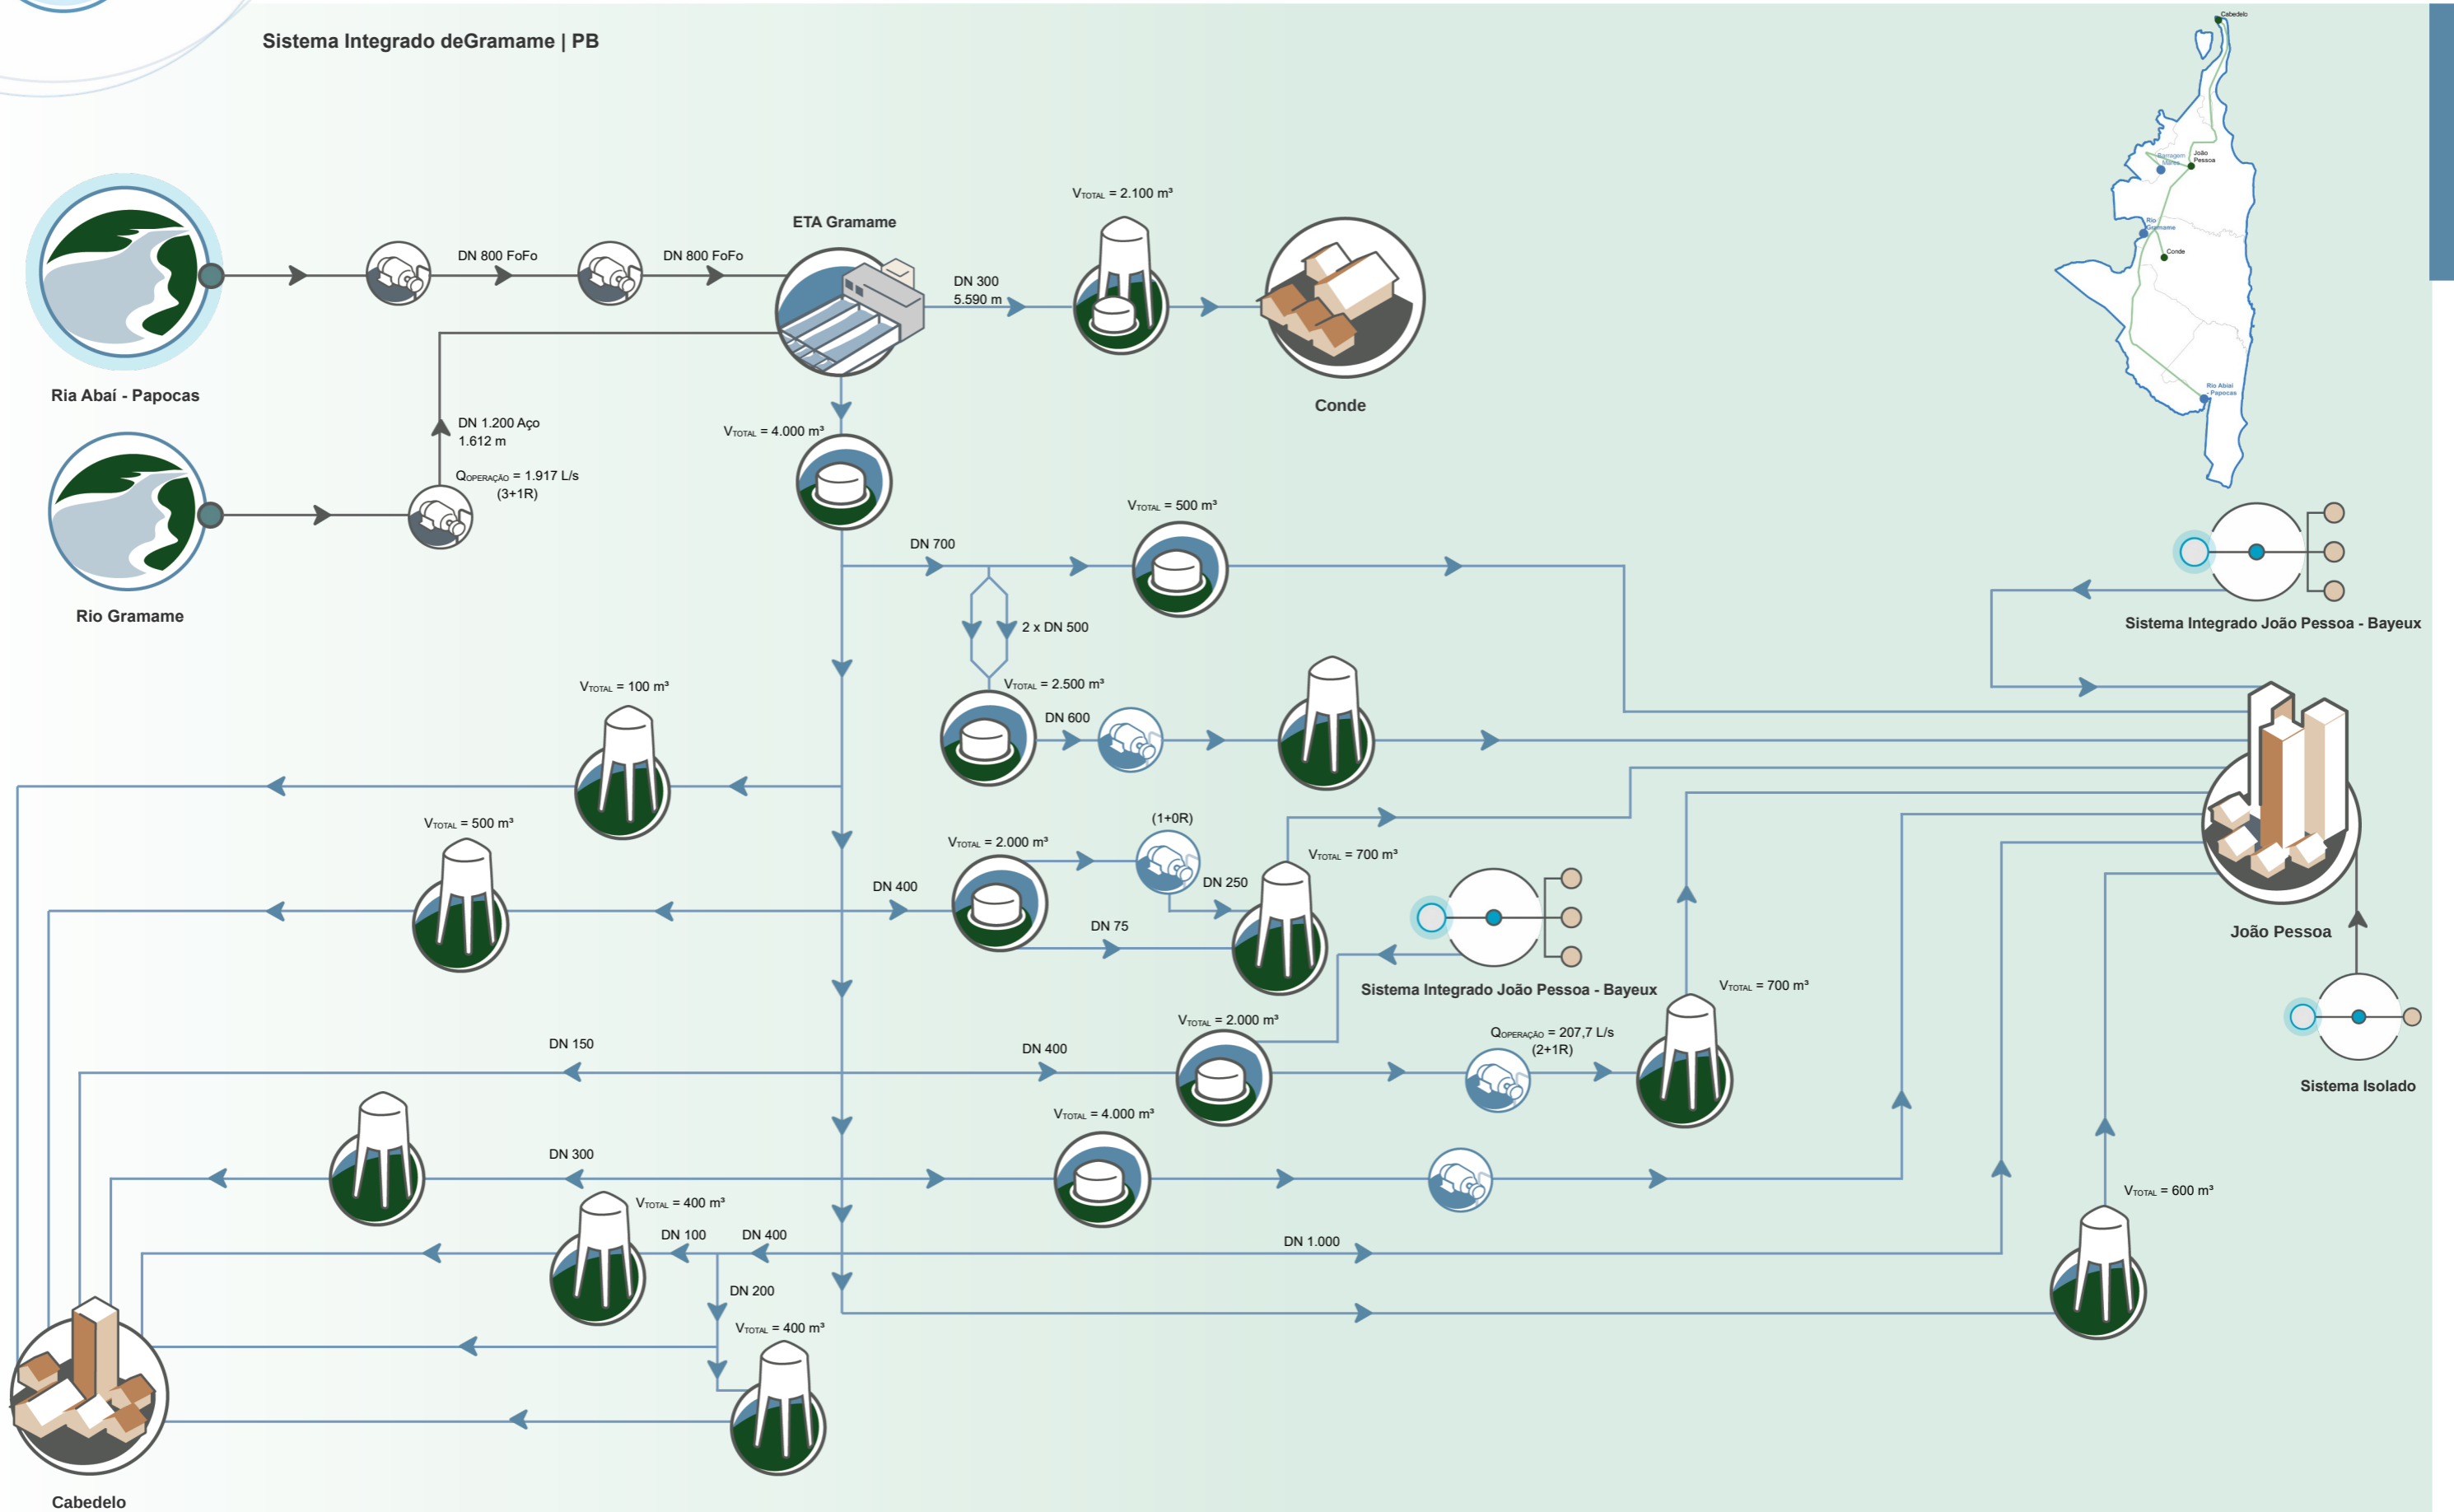 Sistema Integrado deGramame | PB
Cabedelo
João
Pessoa
Barragem
Marés
Rio
Gramame
Conde
Rio Abiaí
- Papocas
VTOTAL = 2.100 m³
ETA Gramame
DN 800 FoFo
DN 800 FoFo
DN 300
5.590 m
Ria Abaí - Papocas
Conde
DN 1.200 Aço
1.612 m
VTOTAL = 4.000 m³
QOPERAÇÃO = 1.917 L/s
(3+1R)
VTOTAL = 500 m³
DN 700
Rio Gramame
2 x DN 500
Sistema Integrado João Pessoa - Bayeux
VTOTAL = 100 m³
VTOTAL = 2.500 m³
DN 600
VTOTAL = 500 m³
(1+0R)
VTOTAL = 2.000 m³
VTOTAL = 700 m³
DN 400
DN 250
DN 75
João Pessoa
Sistema Integrado João Pessoa - Bayeux
VTOTAL = 700 m³
VTOTAL = 2.000 m³
QOPERAÇÃO = 207,7 L/s
(2+1R)
DN 150
DN 400
Sistema Isolado
VTOTAL = 4.000 m³
DN 300
VTOTAL = 600 m³
VTOTAL = 400 m³
DN 100
DN 400
DN 1.000
DN 200
VTOTAL = 400 m³
Cabedelo